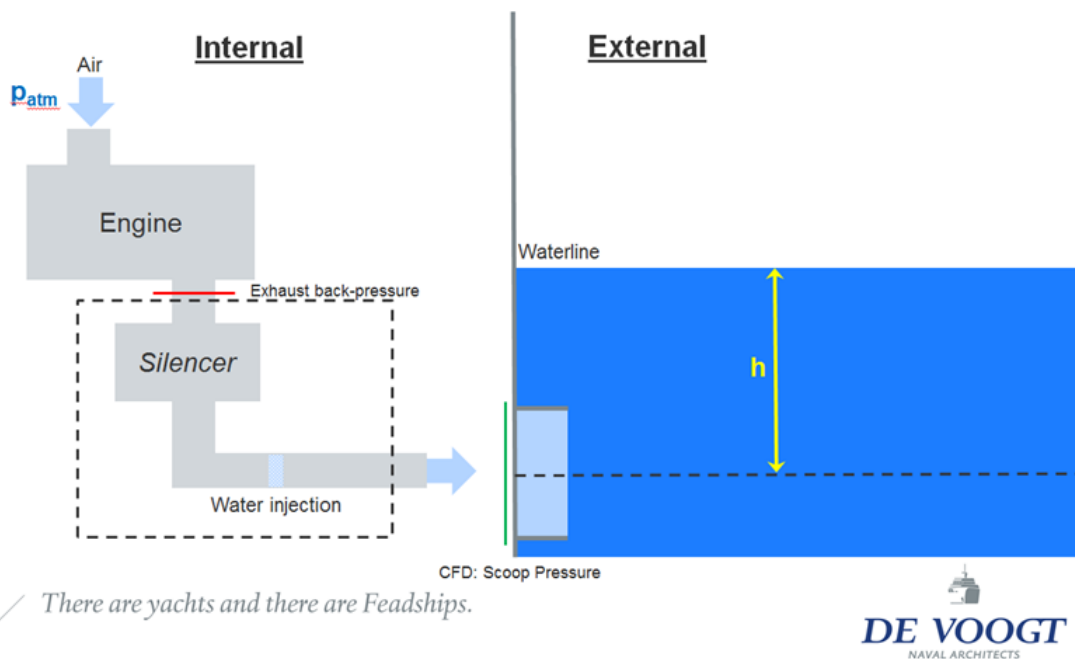 Internal
External
Air
patm
Engine
Waterline
Exhaust back-pressure
Silencer
h
Water injection
CFD: Scoop Pressure
There are yachts and there are Feadships.
DE VOOGT
NAVAL ARCHITECTS